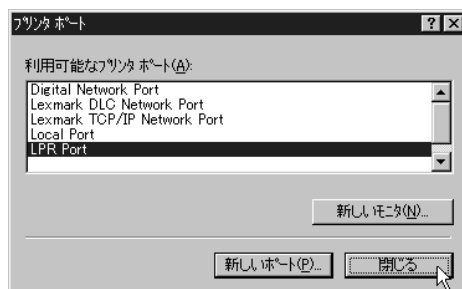 プリンタ ポート
利用可能なプリンタ ポート(A):
Digital Network Port
Lexmark DLC Network Port
Lexmark TCP/IP Network Port
Local Port
LPR Port
新しいモニタ(N)...
新しいポート(P)...
閉じる